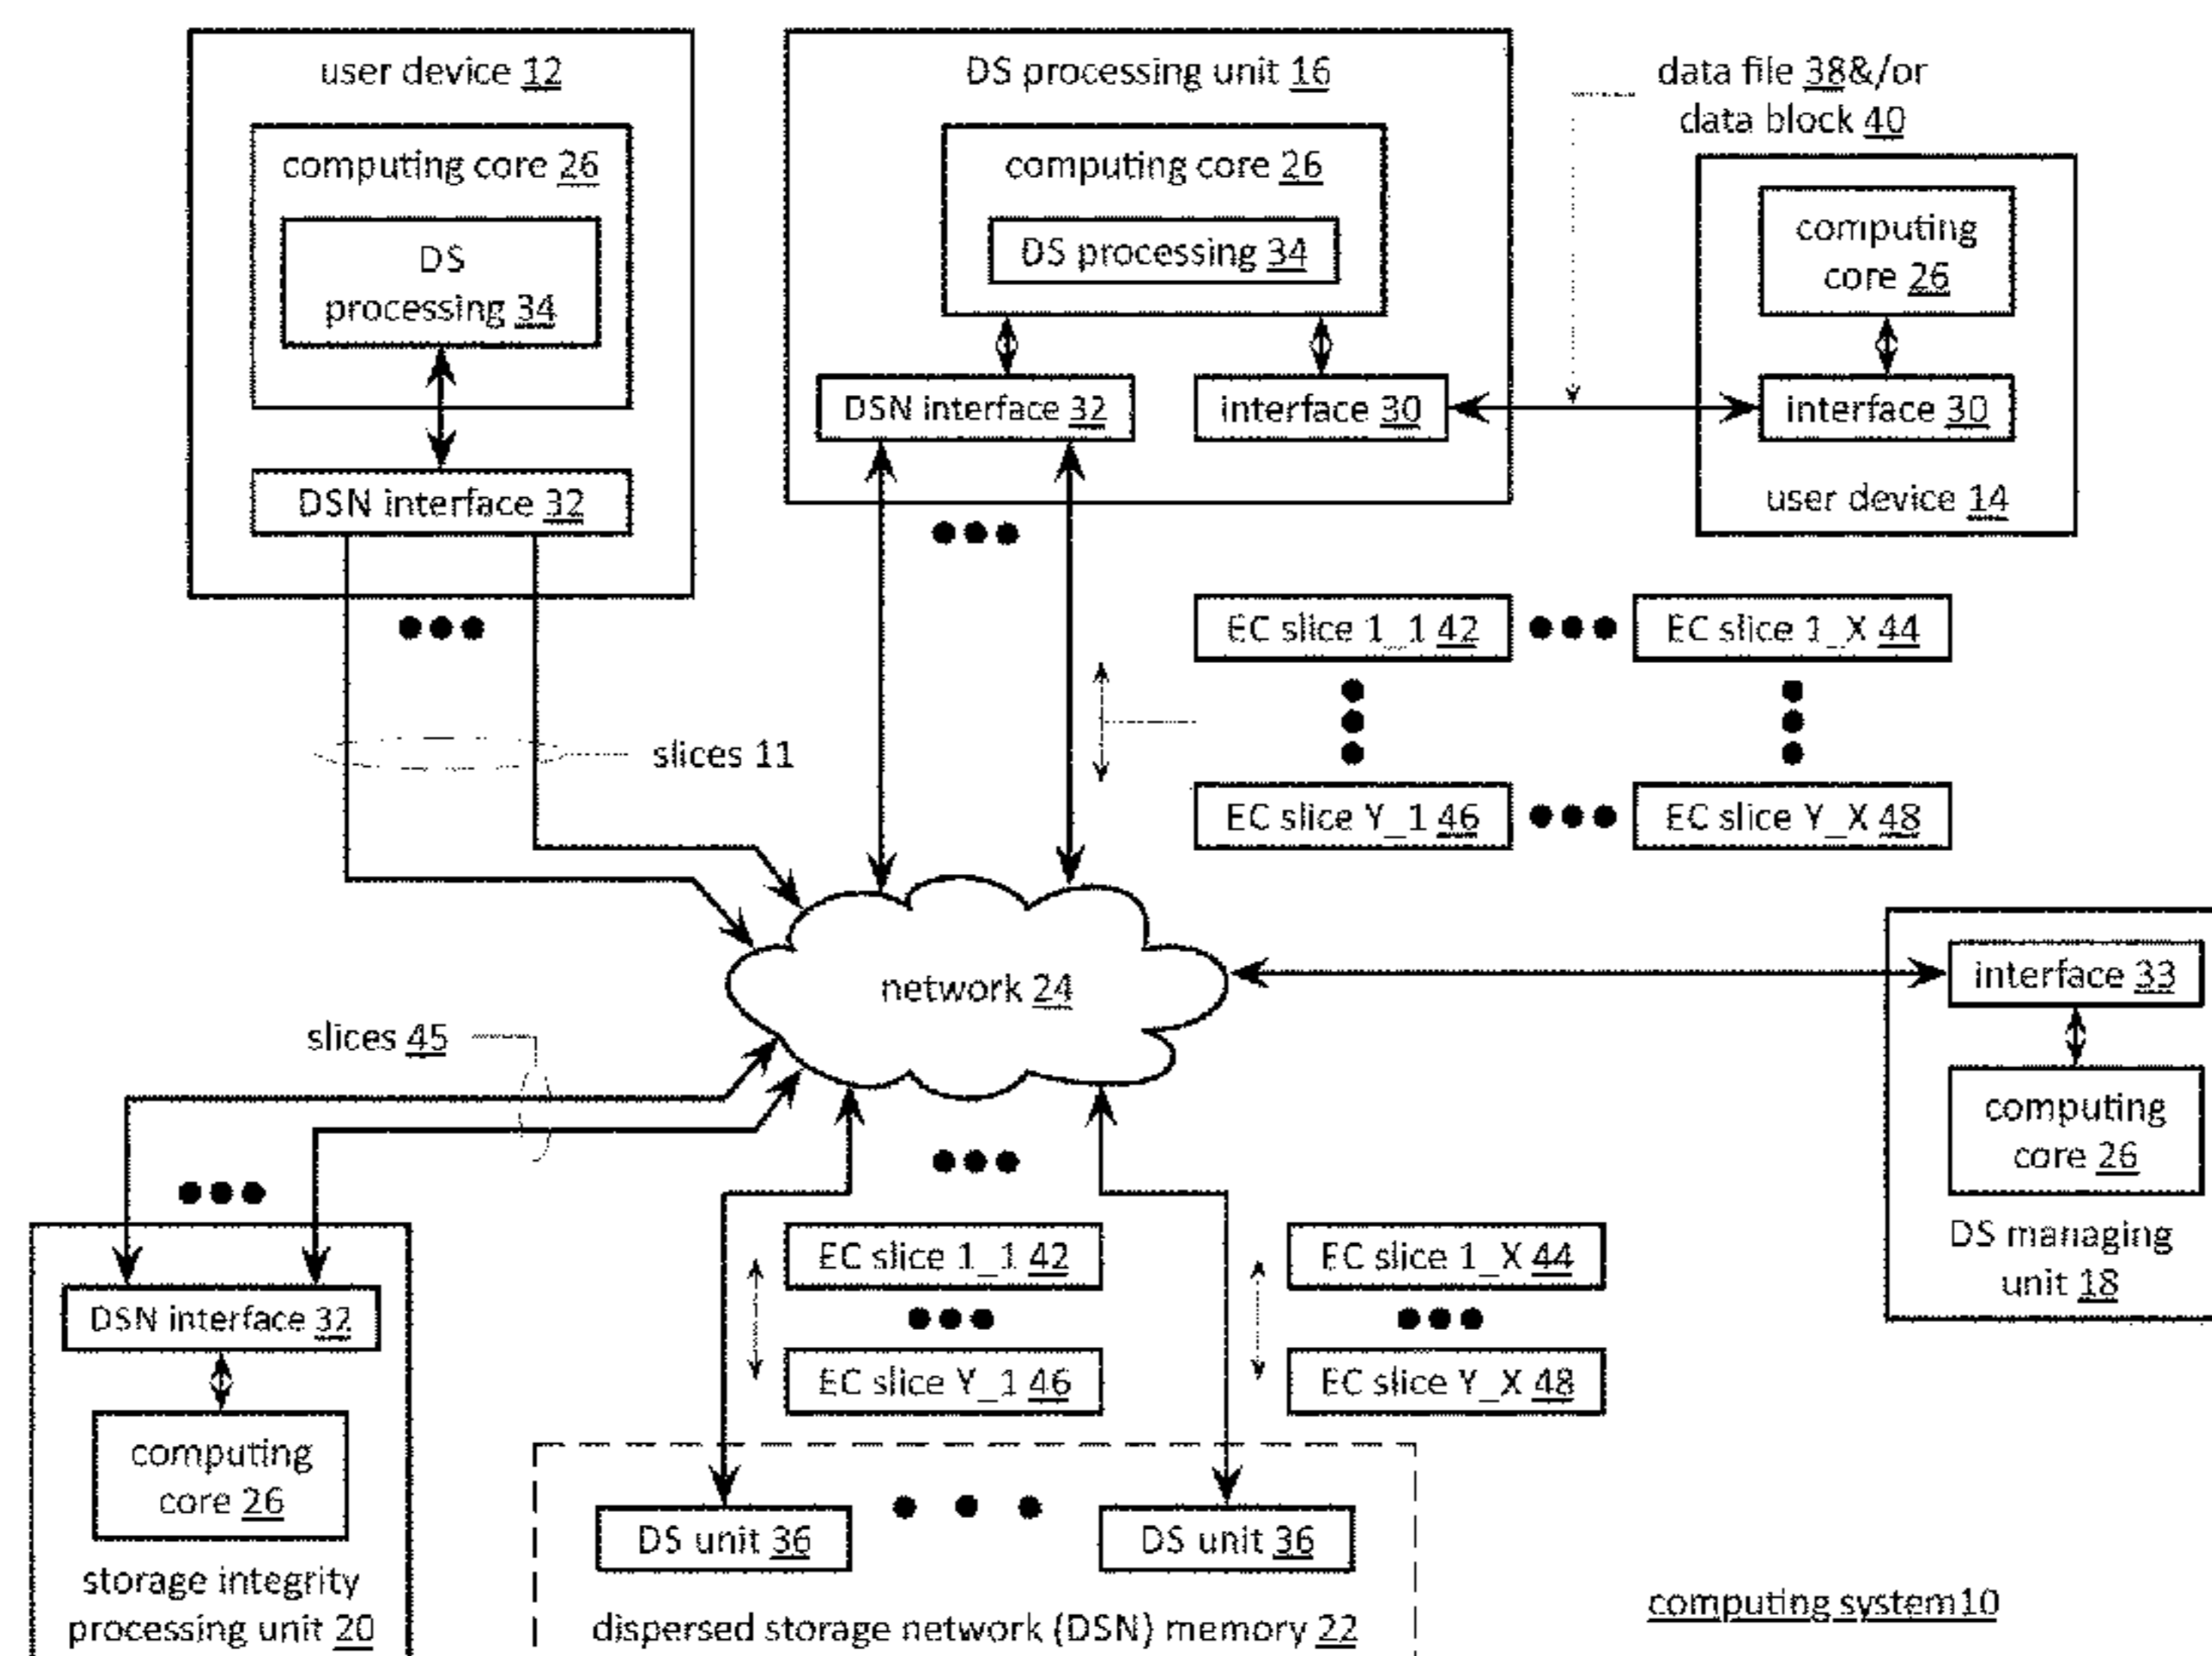 user device 12
computing core 26
DS
processing 34
DSN interface 32
DS processing unit 16
computing core 26
DS processing 34
DSN interface 32
interface 30
data file 38&/or
data block 40
computing
core 26
interface 30
user device 14
EC slice 1_1 42
EC slice 1_X 44
EC slice Y_1 46
EC slice Y_X 48
slices 11
network 24
interface 33
computing
core 26
DS managing
unit 18
slices 45
DSN interface 32
computing
core 26
storage integrity
processing unit 20
EC slice 1_1 42
EC slice Y_1 46
EC slice 1_X 44
EC slice Y_X 48
DS unit 36
DS unit 36
dispersed storage network (DSN) memory 22
computing system 10